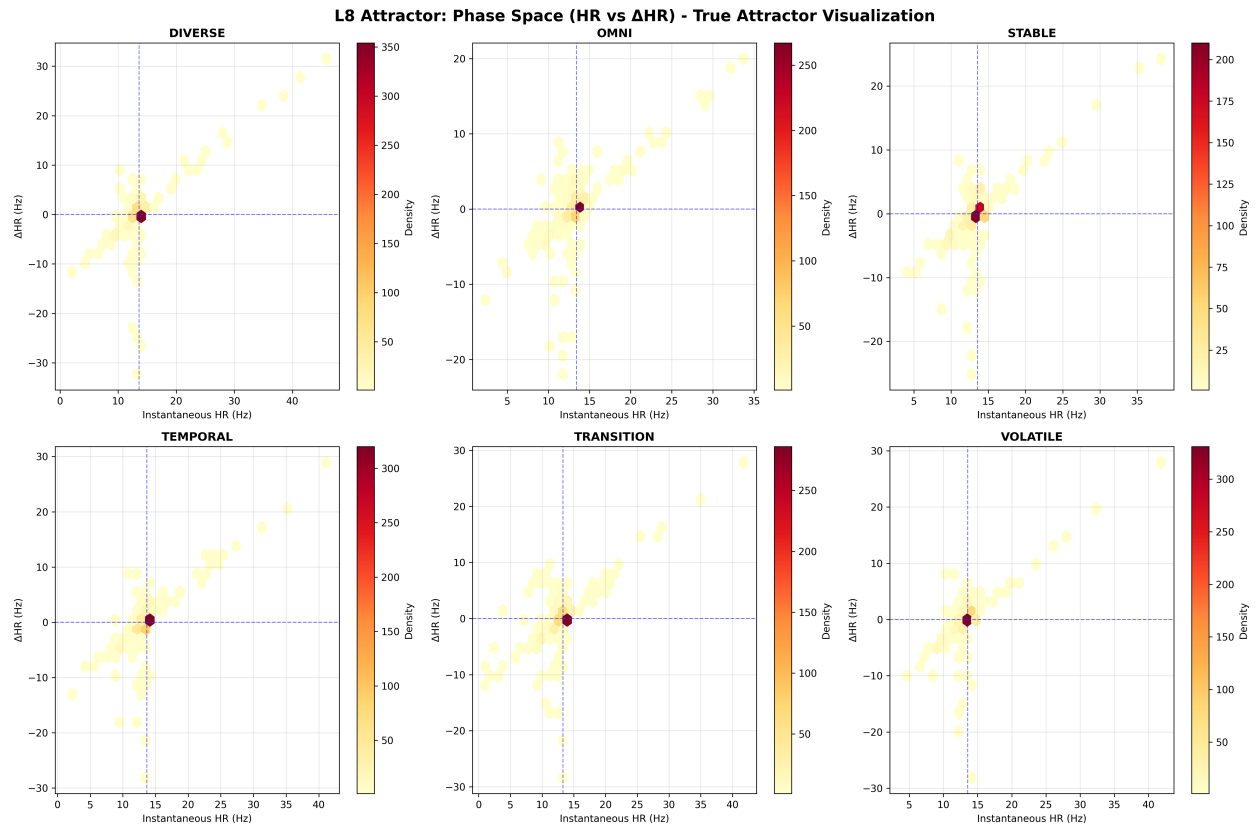 L8 Attractor: Phase Space (HR vs ΔHR) - True Attractor Visualization
DIVERSE
ΔHR (Hz)
30
20
10
0
−10
−20
−30
0 10 20 30 40
Instantaneous HR (Hz)
350
300
250
200
150
100
50
Density
OMNI
ΔHR (Hz)
20
10
0
−10
−20
5 10 15 20 25 30 35
Instantaneous HR (Hz)
250
200
150
100
50
Density
STABLE
ΔHR (Hz)
20
10
0
−10
−20
5 10 15 20 25 30 35
Instantaneous HR (Hz)
200
175
150
125
100
75
50
25
Density
TEMPORAL
ΔHR (Hz)
30
20
10
0
−10
−20
−30
0 5 10 15 20 25 30 35 40
Instantaneous HR (Hz)
300
250
200
150
100
50
Density
TRANSITION
ΔHR (Hz)
30
20
10
0
−10
−20
−30
0 5 10 15 20 25 30 35 40
Instantaneous HR (Hz)
250
200
150
100
50
Density
VOLATILE
ΔHR (Hz)
30
20
10
0
−10
−20
−30
5 10 15 20 25 30 35 40
Instantaneous HR (Hz)
300
250
200
150
100
50
Density